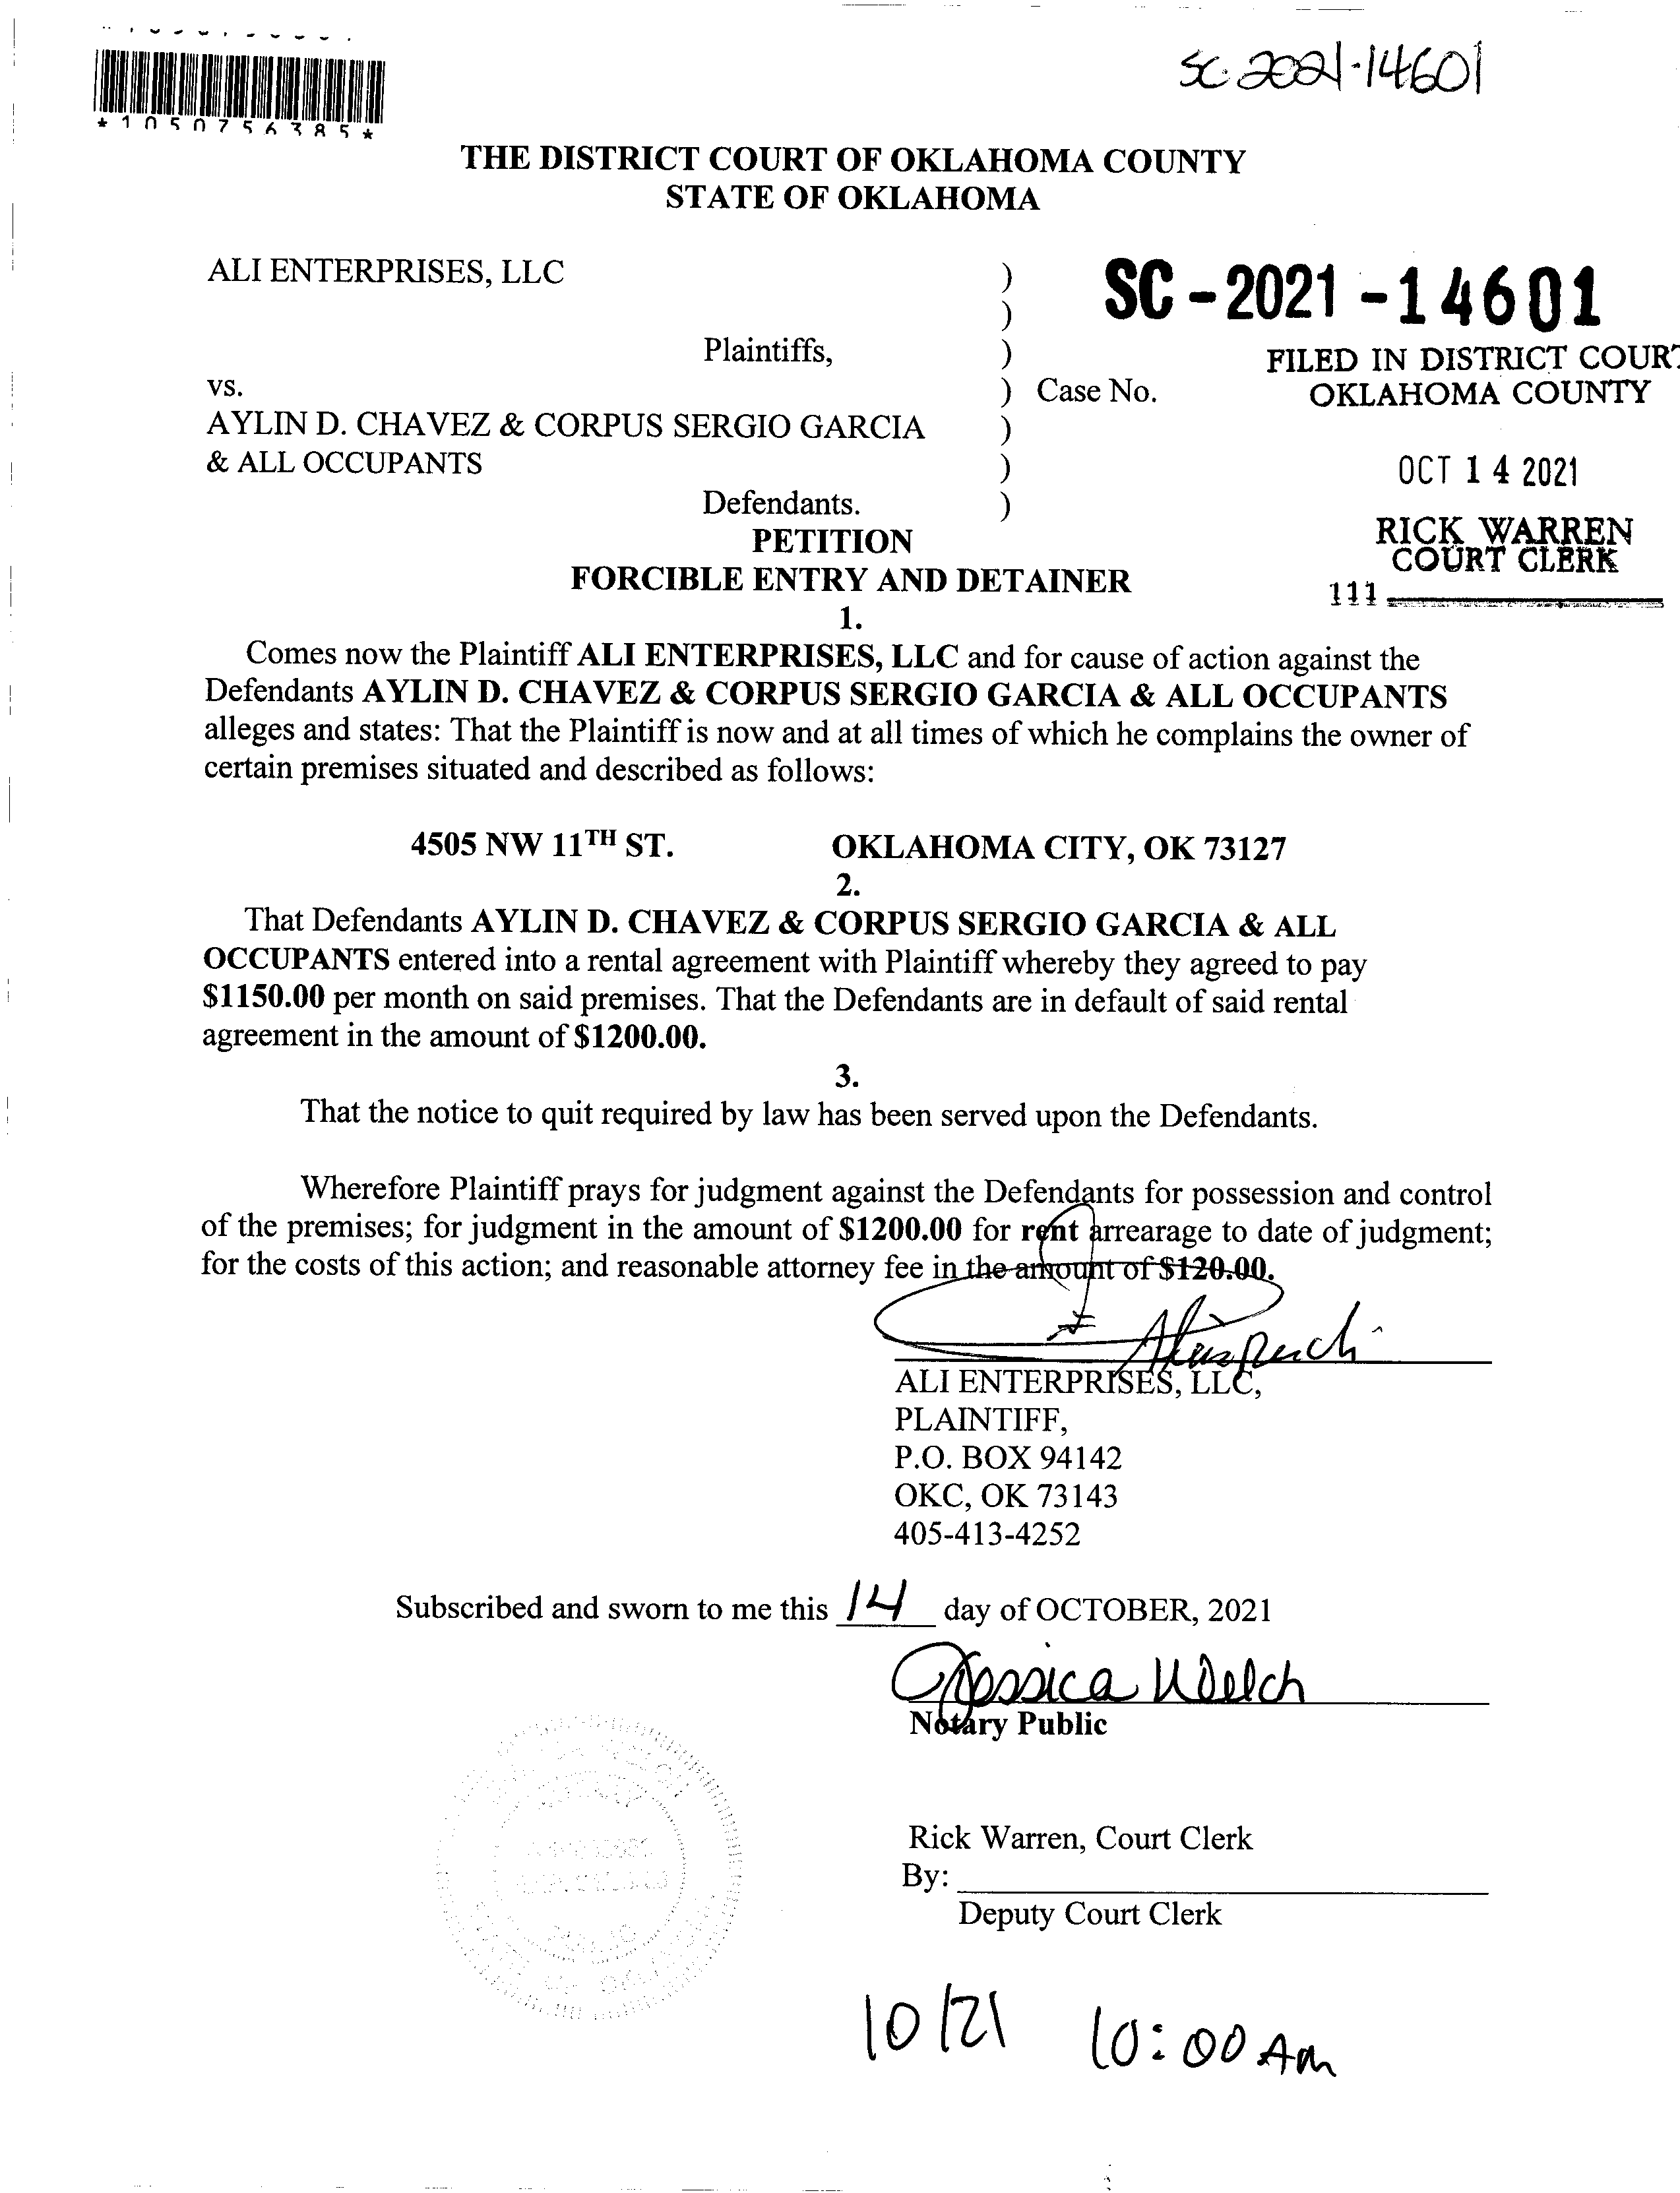 SC-2021-14601
*1050756385*
THE DISTRICT COURT OF OKLAHOMA COUNTY
STATE OF OKLAHOMA
ALI ENTERPRISES, LLC )
SC-2021-14601
)
Plaintiffs, )
FILED IN DISTRICT COURT
vs. ) Case No.
OKLAHOMA COUNTY
AYLIN D. CHAVEZ & CORPUS SERGIO GARCIA )
& ALL OCCUPANTS )
OCT 14 2021
Defendants. )
RICK WARREN
COURT CLERK
111
PETITION
FORCIBLE ENTRY AND DETAINER
1.
Comes now the Plaintiff ALI ENTERPRISES, LLC and for cause of action against the
Defendants AYLIN D. CHAVEZ & CORPUS SERGIO GARCIA & ALL OCCUPANTS
alleges and states: That the Plaintiff is now and at all times of which he complains the owner of
certain premises situated and described as follows:
4505 NW 11TH ST. OKLAHOMA CITY, OK 73127
2.
That Defendants AYLIN D. CHAVEZ & CORPUS SERGIO GARCIA & ALL
OCCUPANTS entered into a rental agreement with Plaintiff whereby they agreed to pay
$1150.00 per month on said premises. That the Defendants are in default of said rental
agreement in the amount of $1200.00.
3.
That the notice to quit required by law has been served upon the Defendants.
Wherefore Plaintiff prays for judgment against the Defendants for possession and control
of the premises; for judgment in the amount of $1200.00 for rent arrearage to date of judgment;
for the costs of this action; and reasonable attorney fee in the amount of $120.00.
ALI ENTERPRISES, LLC,
PLAINTIFF,
P.O. BOX 94142
OKC, OK 73143
405-413-4252
Subscribed and sworn to me this 14 day of OCTOBER, 2021
Jessica Welch
Notary Public
Rick Warren, Court Clerk
By:
Deputy Court Clerk
10/21 10:00 Am